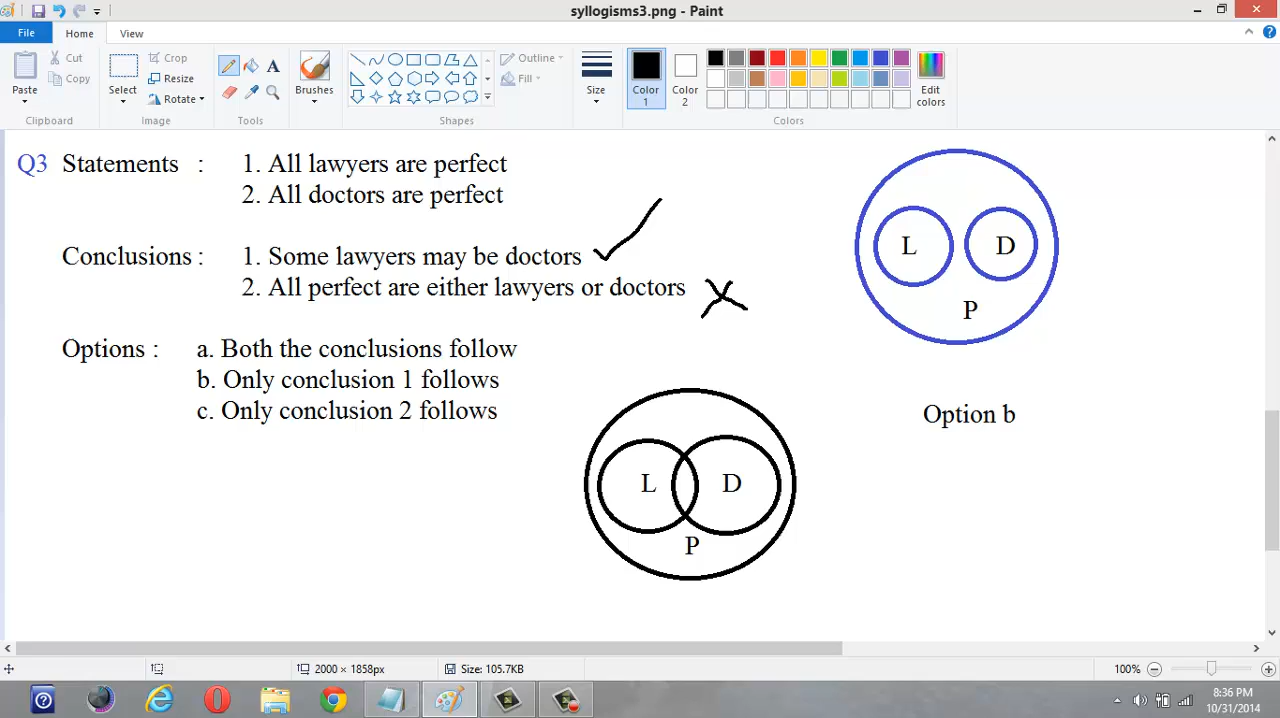 syllogisms3.png - Paint
File Home View
Paste
Cut
Copy
Clipboard
Select
Crop
Resize
Rotate
Image
A
Tools
Brushes
Outline
Fill
Shapes
Size
Color 1
Color 2
Edit colors
Colors
Q3 Statements : 1. All lawyers are perfect
2. All doctors are perfect
Conclusions : 1. Some lawyers may be doctors
2. All perfect are either lawyers or doctors
Options : a. Both the conclusions follow
b. Only conclusion 1 follows
c. Only conclusion 2 follows
L D
P
Option b
L D
P
2000 × 1858px Size: 105.7KB 100%
8:36 PM
10/31/2014